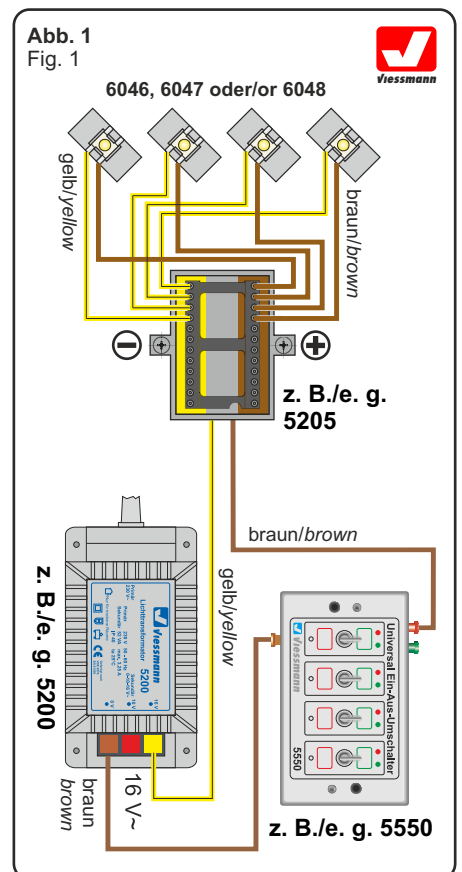 Abb. 1
Fig. 1
Viessmann
6046, 6047 oder/or 6048
gelb/yellow
braun/brown
z. B./e. g.
5205
braun/brown
gelb/yellow
z. B./e. g. 5200
Viessmann
Lichttransformator
5200
16 V~
braun
brown
Viessmann
Universal Ein-Aus-Umschalter
5550
z. B./e. g. 5550